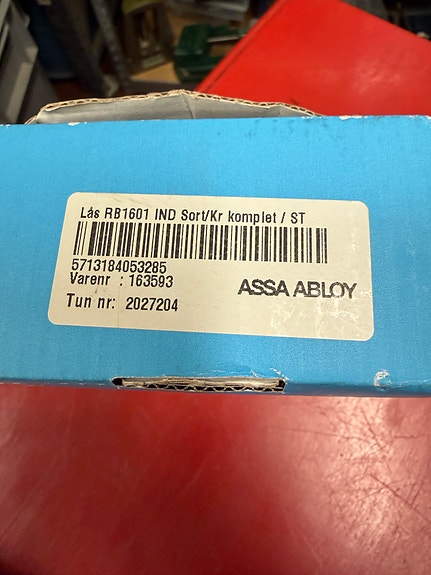 Lås RB1601 IND Sort/Kr komplet / ST
5713184053285
Varenr : 163593
ASSA ABLOY
Tun nr: 2027204